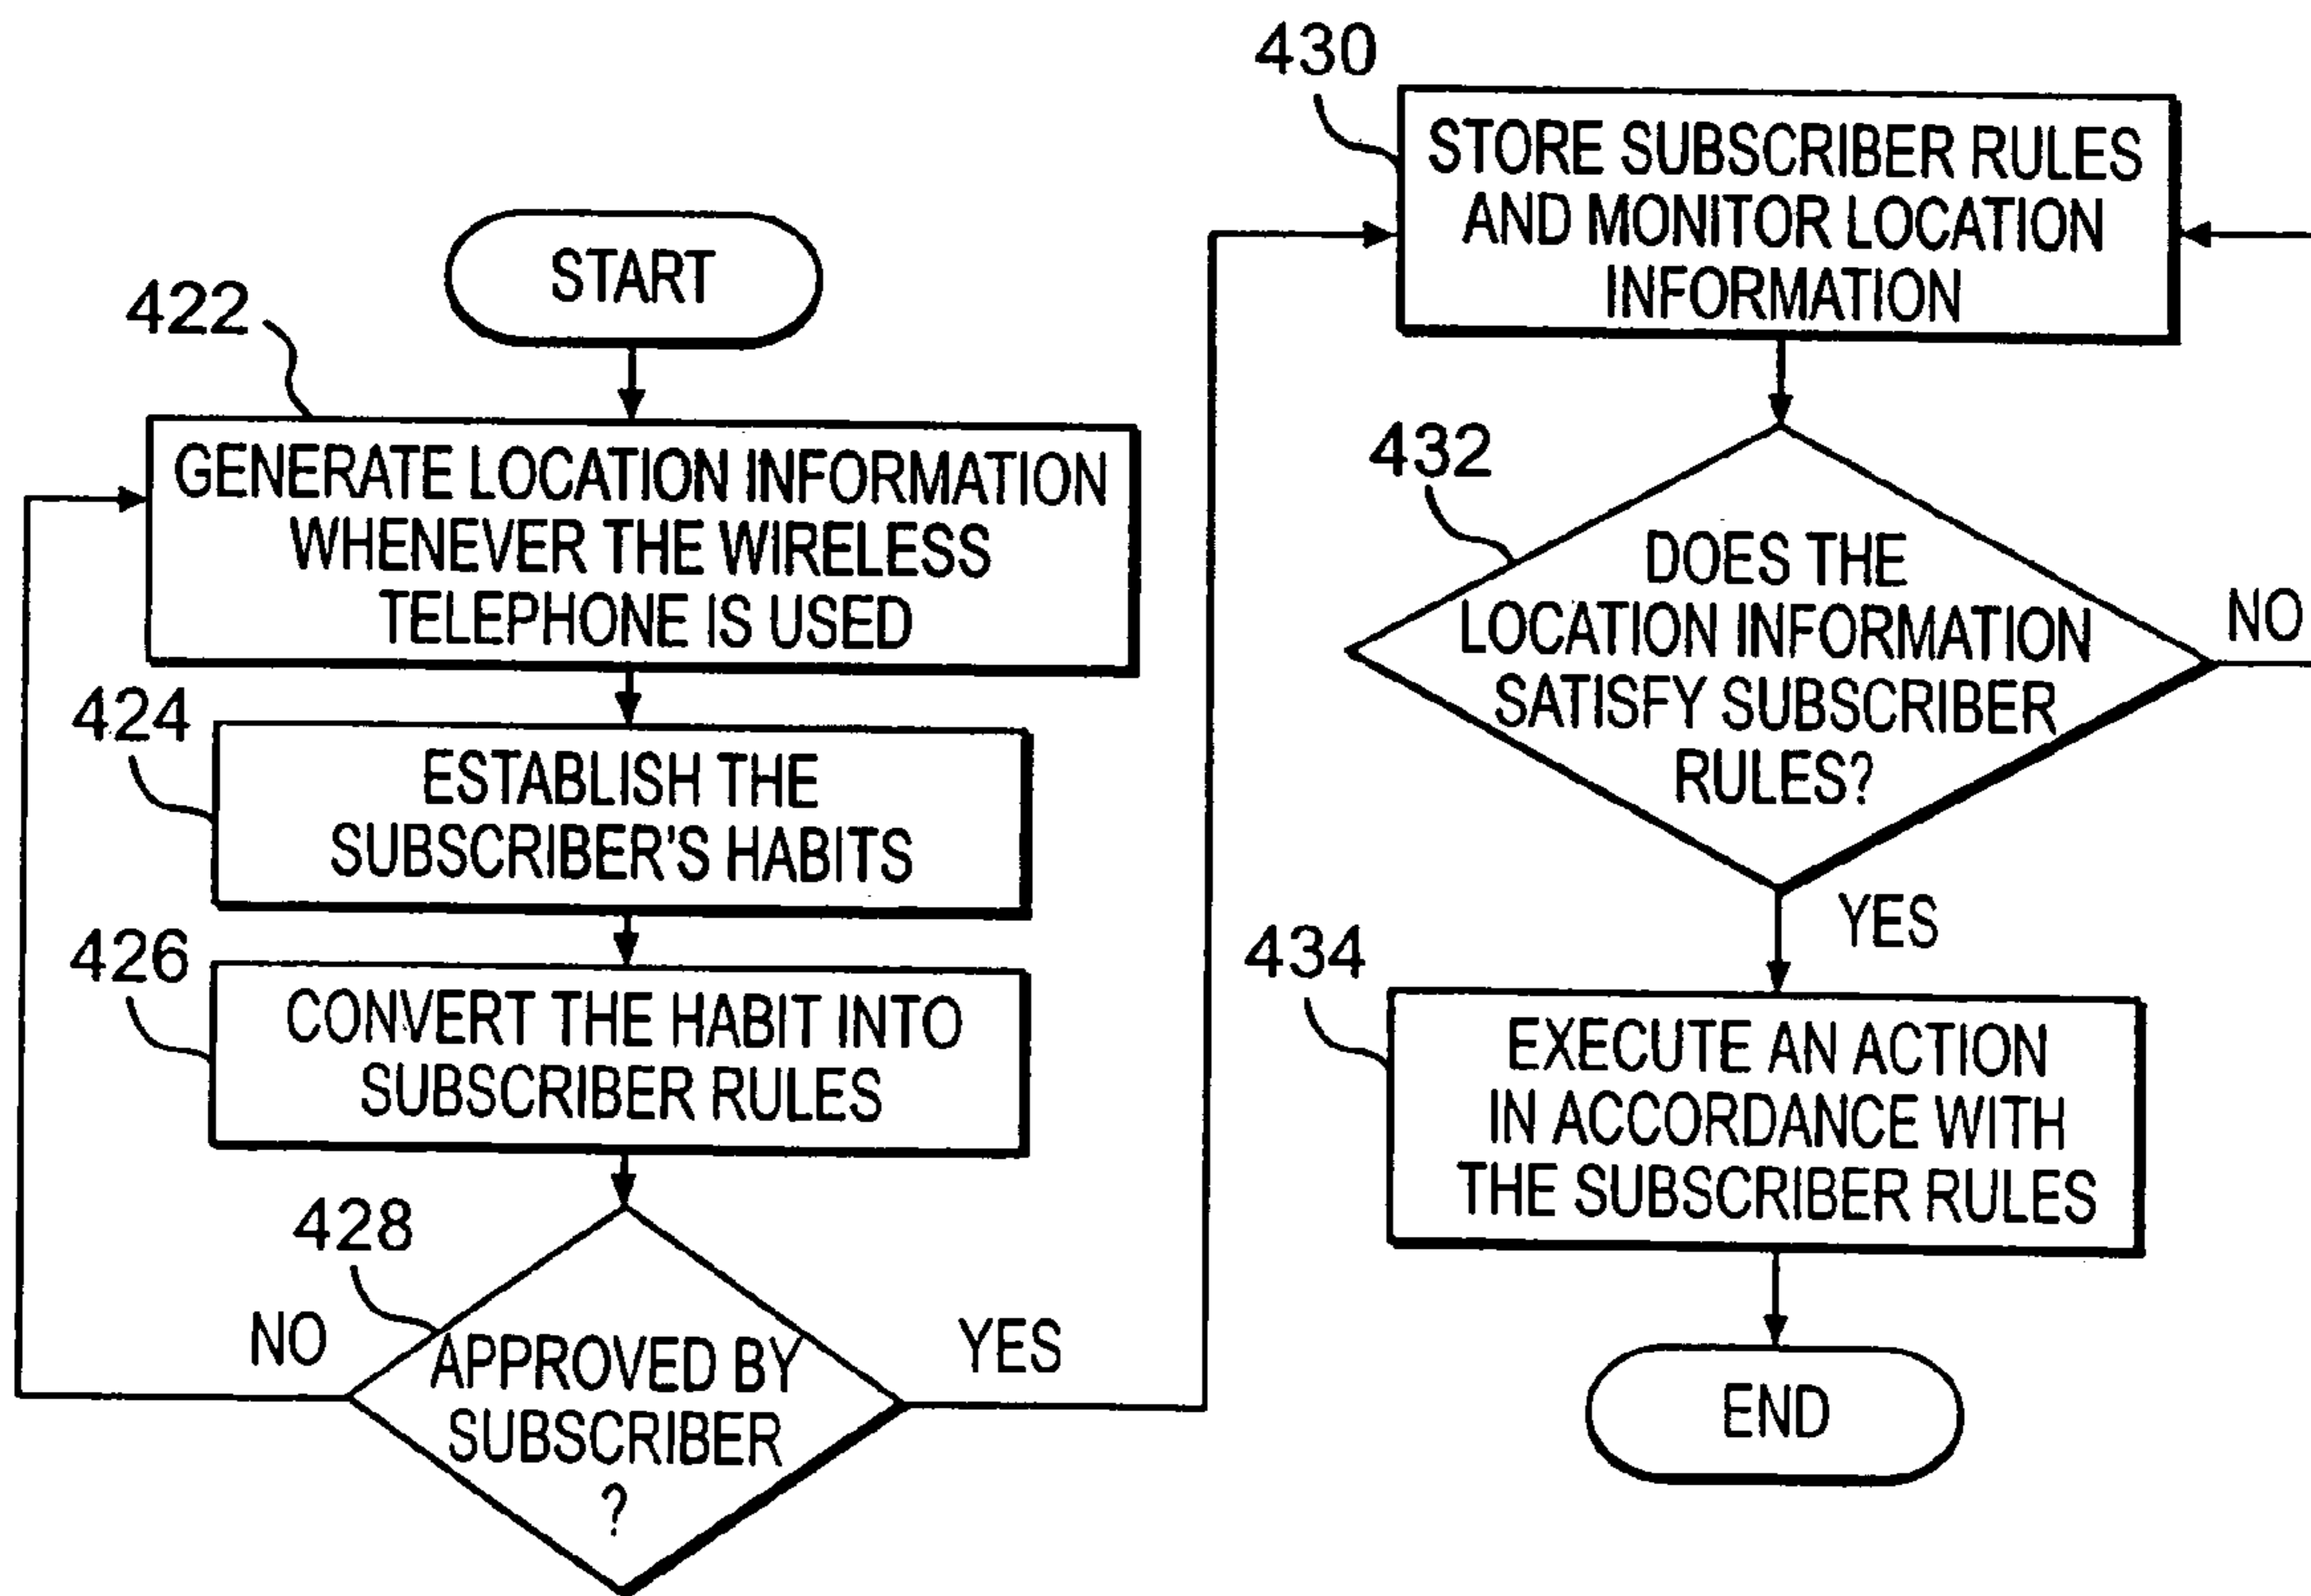 START
422
GENERATE LOCATION INFORMATION
WHENEVER THE WIRELESS
TELEPHONE IS USED
424
ESTABLISH THE
SUBSCRIBER'S HABITS
426
CONVERT THE HABIT INTO
SUBSCRIBER RULES
428
NO
APPROVED BY
SUBSCRIBER
?
YES
430
STORE SUBSCRIBER RULES
AND MONITOR LOCATION
INFORMATION
432
DOES THE
LOCATION INFORMATION
SATISFY SUBSCRIBER
RULES?
NO
YES
434
EXECUTE AN ACTION
IN ACCORDANCE WITH
THE SUBSCRIBER RULES
END